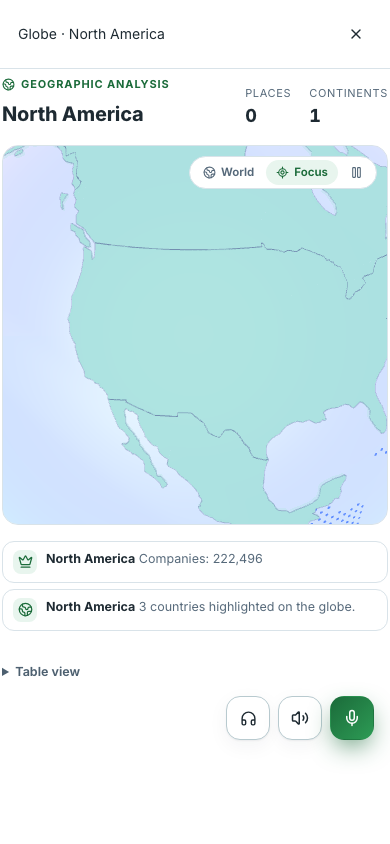 Globe · North America
GEOGRAPHIC ANALYSIS
North America
PLACES
0
CONTINENTS
1
World
Focus
North America Companies: 222,496
North America 3 countries highlighted on the globe.
Table view